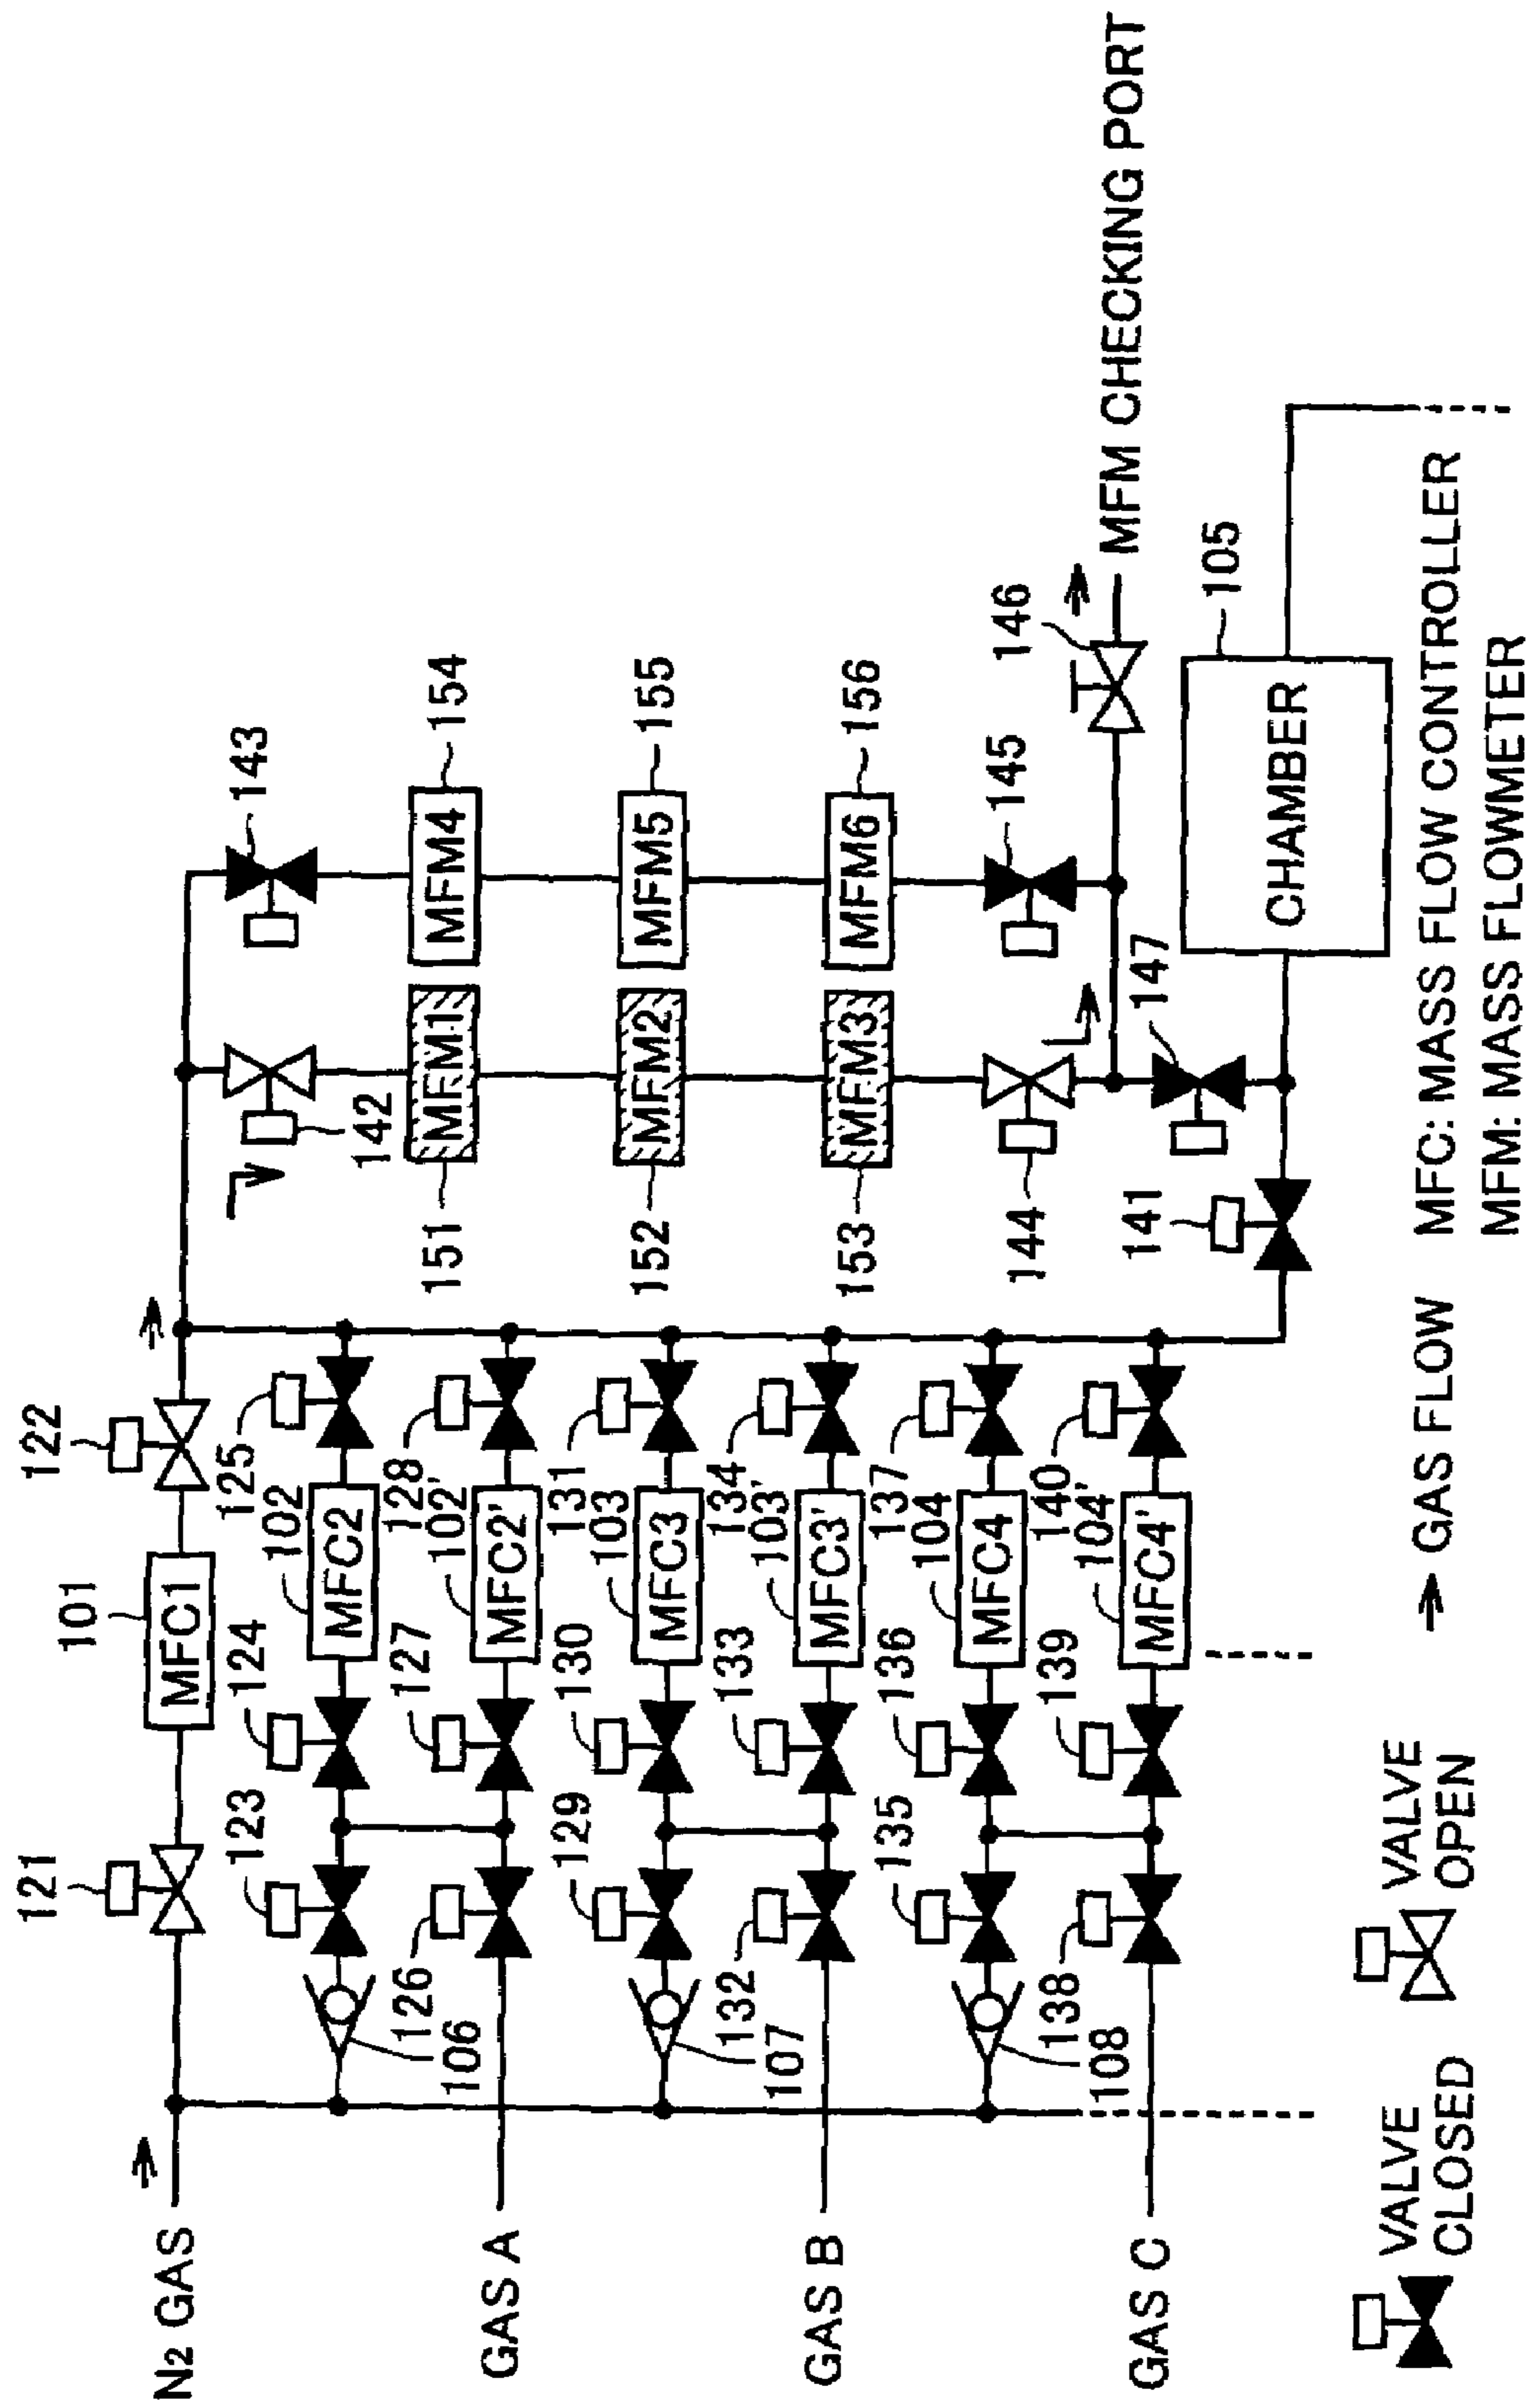 121
101
122
N2 GAS
MFC1
123
124
125
102
MFC2
126
106
127
128
102'
GAS A
MFC2'
129
130
131
103
MFC3
132
107
133
134
103'
GAS B
MFC3'
135
136
137
104
MFC4
138
108
139
140
104'
GAS C
MFC4'
142
143
151
MFM1
MFM4
154
152
MFM2
MFM5
155
153
MFM3
MFM6
156
144
145
146
MFM CHECKING PORT
141
147
105
CHAMBER
VALVE
CLOSED
VALVE
OPEN
GAS FLOW
MFC: MASS FLOW CONTROLLER
MFM: MASS FLOWMETER